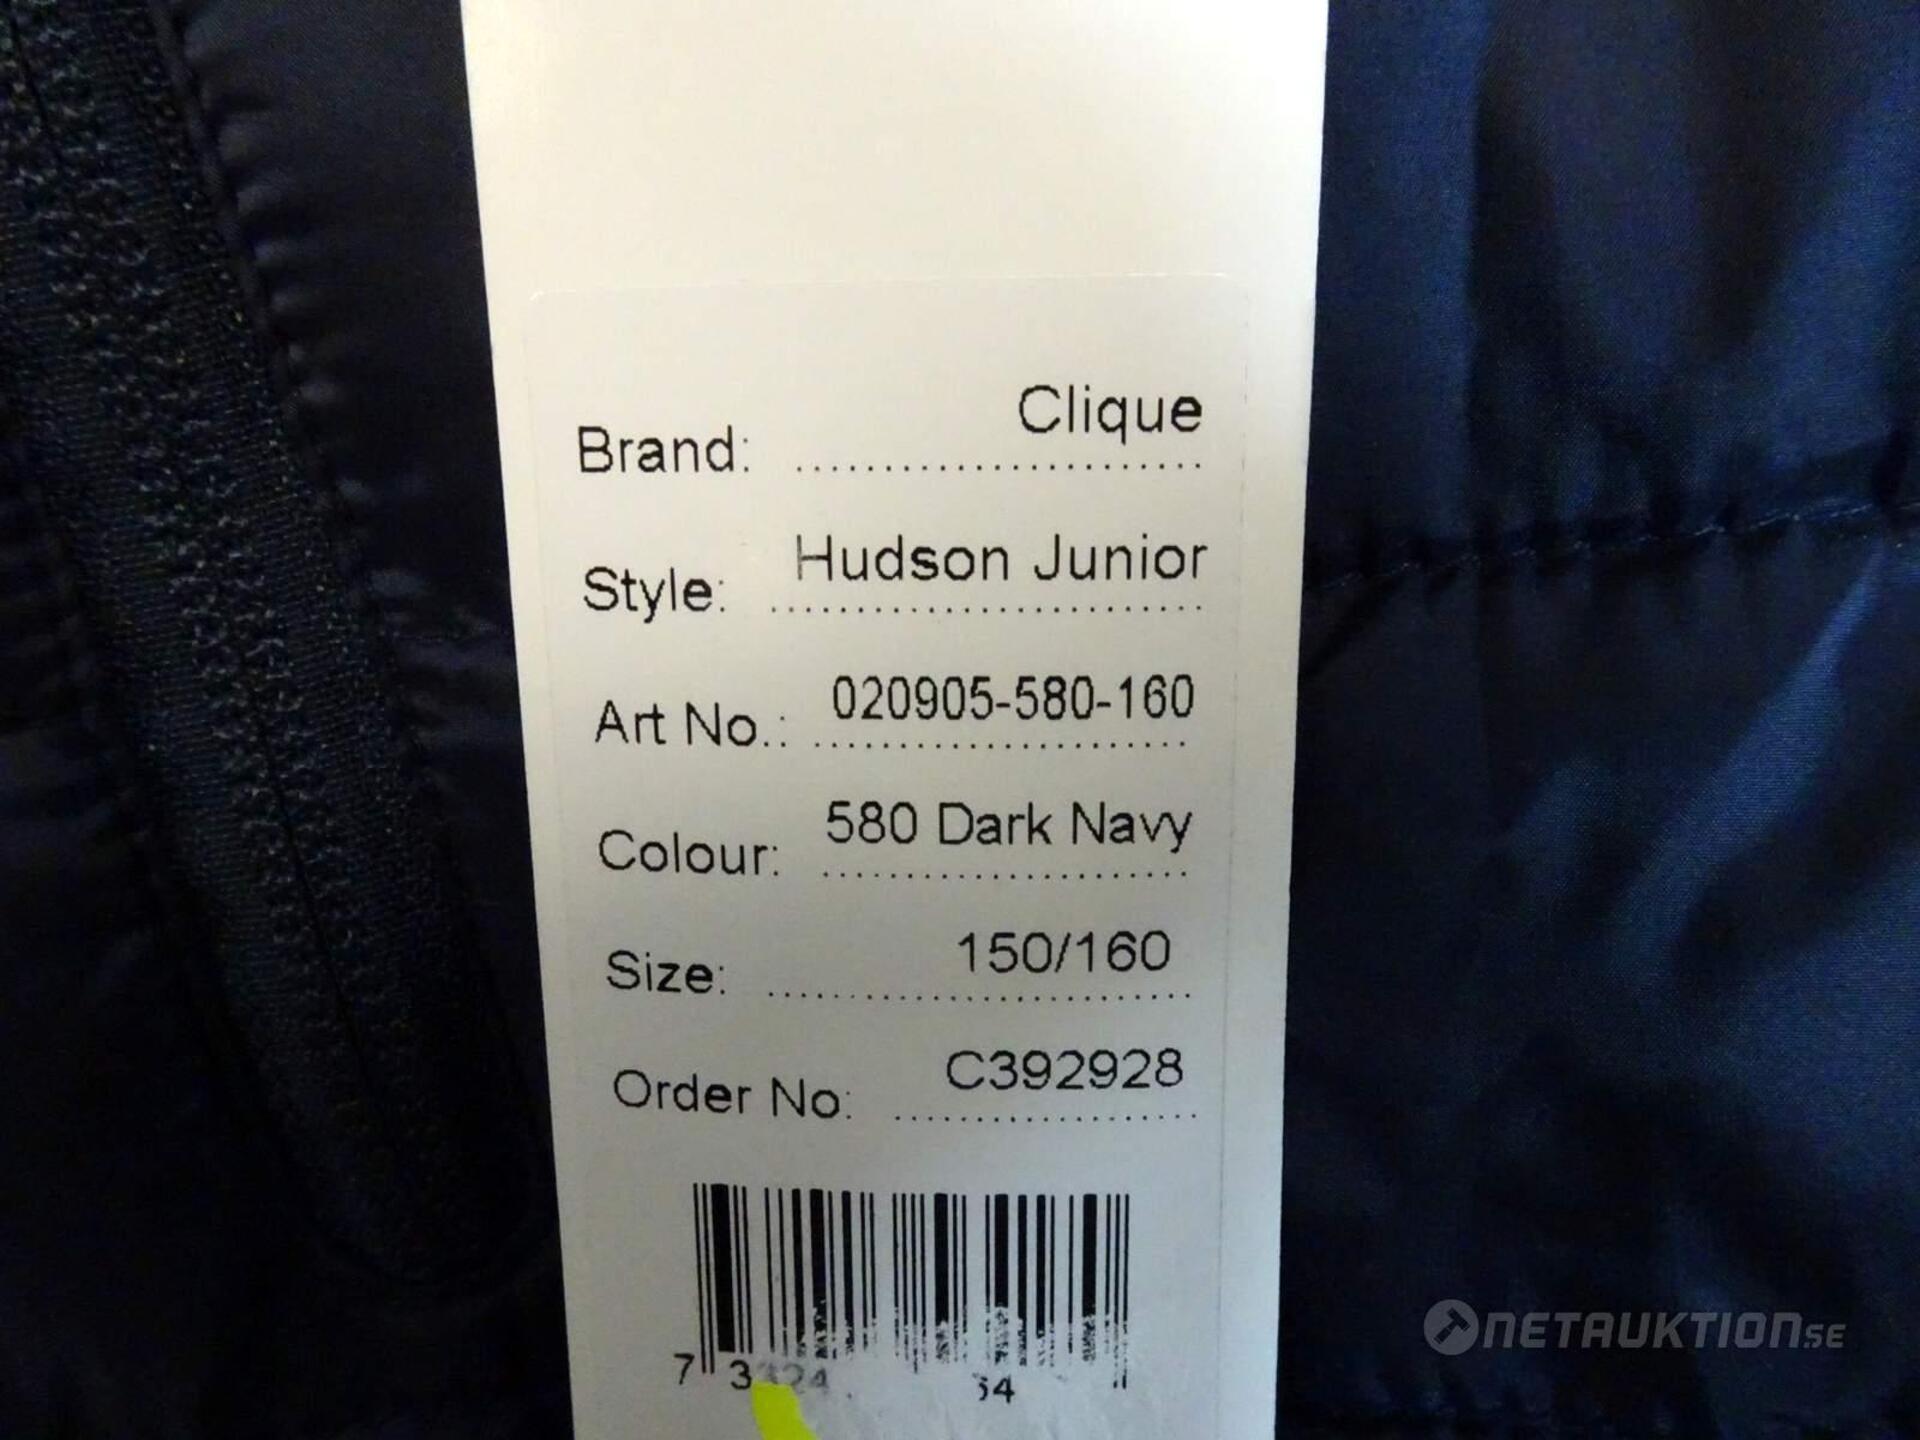 Brand: Clique
Style: Hudson Junior
Art No.: 020905-580-160
Colour: 580 Dark Navy
Size: 150/160
Order No: C392928
7
NETAUKTION.SE